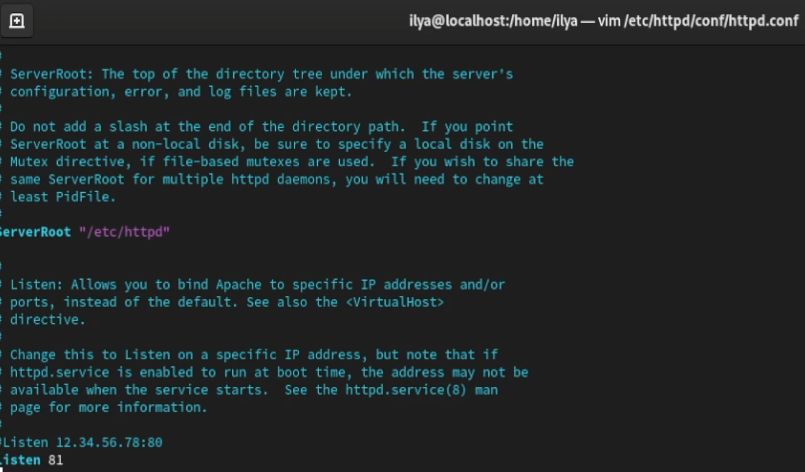 ilya@localhost:/home/ilya — vim /etc/httpd/conf/httpd.conf
#
# ServerRoot: The top of the directory tree under which the server's
# configuration, error, and log files are kept.
#
# Do not add a slash at the end of the directory path.  If you point
# ServerRoot at a non-local disk, be sure to specify a local disk on the
# Mutex directive, if file-based mutexes are used.  If you wish to share the
# same ServerRoot for multiple httpd daemons, you will need to change at
# least PidFile.
#
ServerRoot "/etc/httpd"
#
# Listen: Allows you to bind Apache to specific IP addresses and/or
# ports, instead of the default. See also the <VirtualHost>
# directive.
#
# Change this to Listen on a specific IP address, but note that if
# httpd.service is enabled to run at boot time, the address may not be
# available when the service starts.  See the httpd.service(8) man
# page for more information.
#
#Listen 12.34.56.78:80
Listen 81